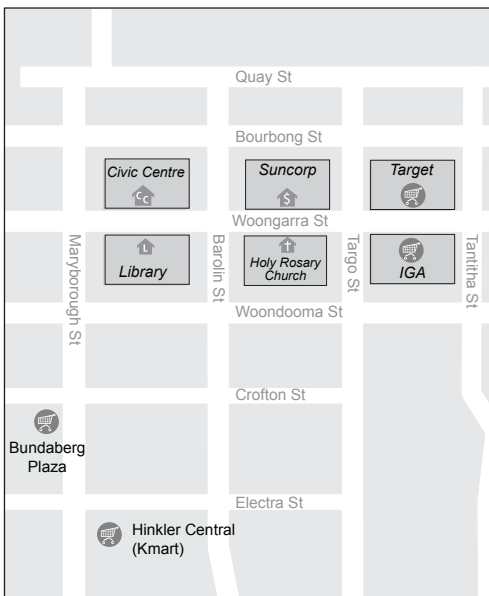 Quay St
Bourbong St
Civic Centre
CC
Suncorp
S
Target
Woongarra St
L
Library
Holy Rosary
Church
IGA
Maryborough St
Barolin St
Targo St
Tantitha St
Woondooma St
Crofton St
Bundaberg
Plaza
Electra St
Hinkler Central
(Kmart)